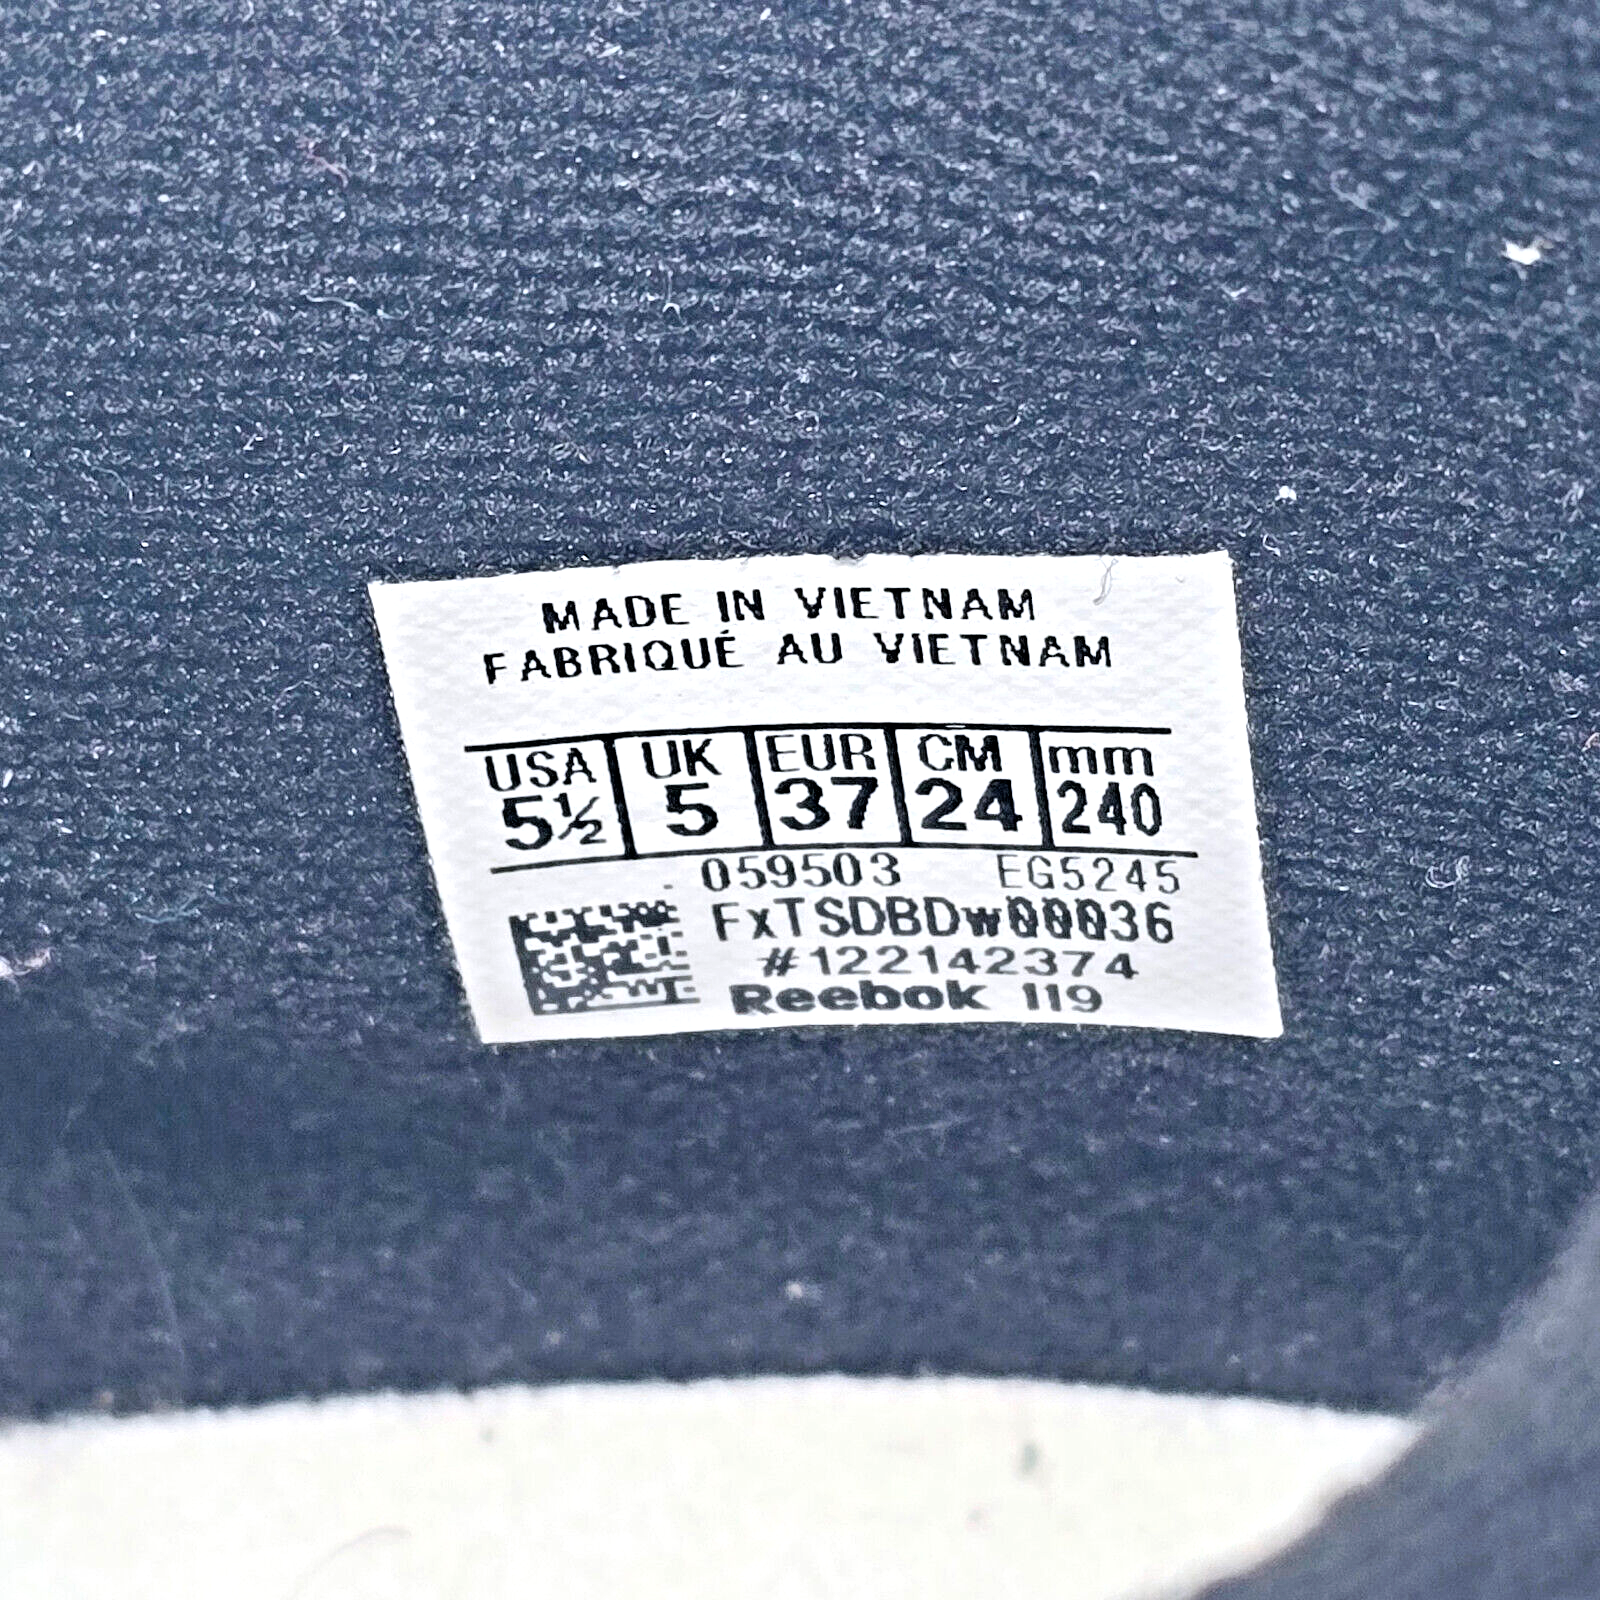 MADE IN VIETNAM
FABRIQUÉ AU VIETNAM
USA UK EUR CM mm
5½ 5 37 24 240
059503 EG5245
FxTSDBDw00036
#122142374
Reebok 119